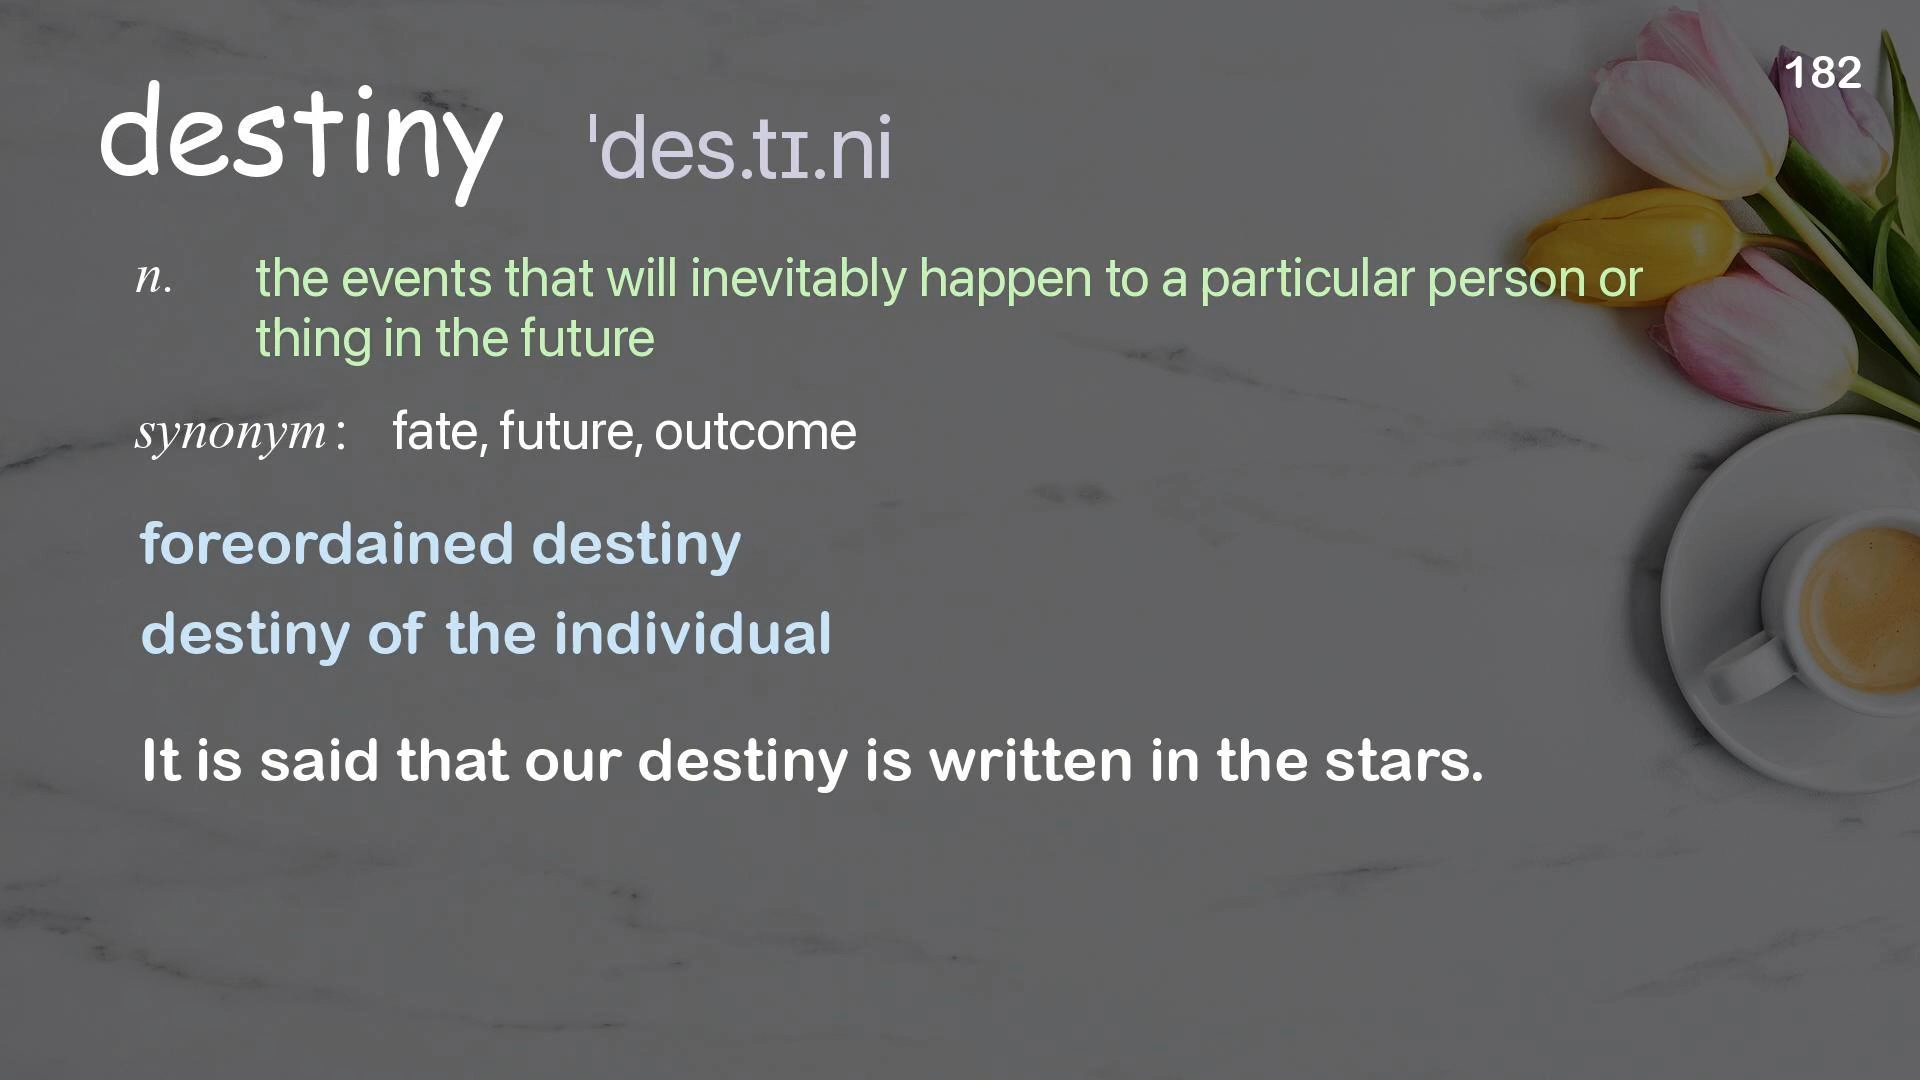 182
destiny ˈdes.tɪ.ni
n. the events that will inevitably happen to a particular person or
thing in the future
synonym: fate, future, outcome
foreordained destiny
destiny of the individual
It is said that our destiny is written in the stars.